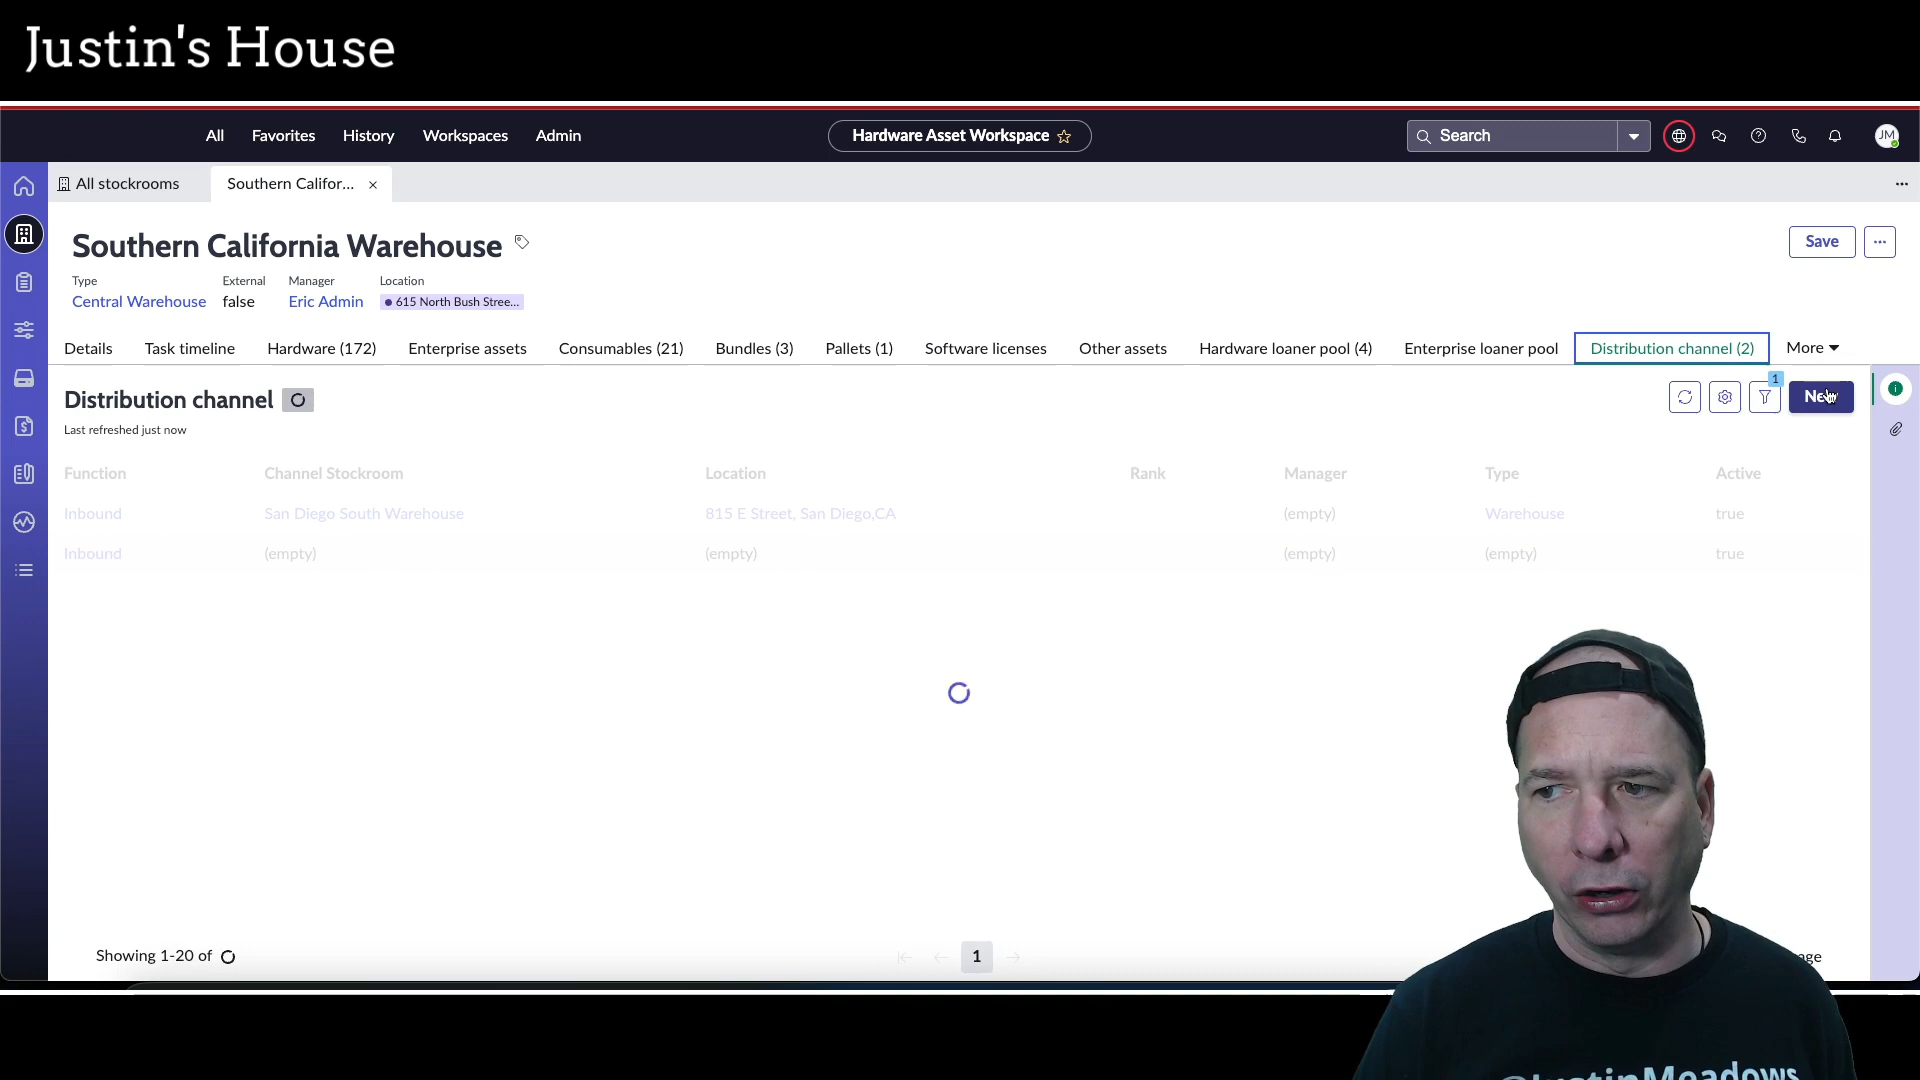 Justin's House
All Favorites History Workspaces Admin Hardware Asset Workspace Search JM
All stockrooms Southern Califor... ×
Southern California Warehouse Save
Type External Manager Location
Central Warehouse false Eric Admin 615 North Bush Stree...
Details Task timeline Hardware (172) Enterprise assets Consumables (21) Bundles (3) Pallets (1) Software licenses Other assets Hardware loaner pool (4) Enterprise loaner pool Distribution channel (2) More
1
Distribution channel
Last refreshed just now
Function Channel Stockroom Location Rank Manager Type Active
Inbound San Diego South Warehouse 815 E Street, San Diego,CA (empty) Warehouse true
Inbound (empty) (empty) (empty) (empty) true
Showing 1-20 of 1